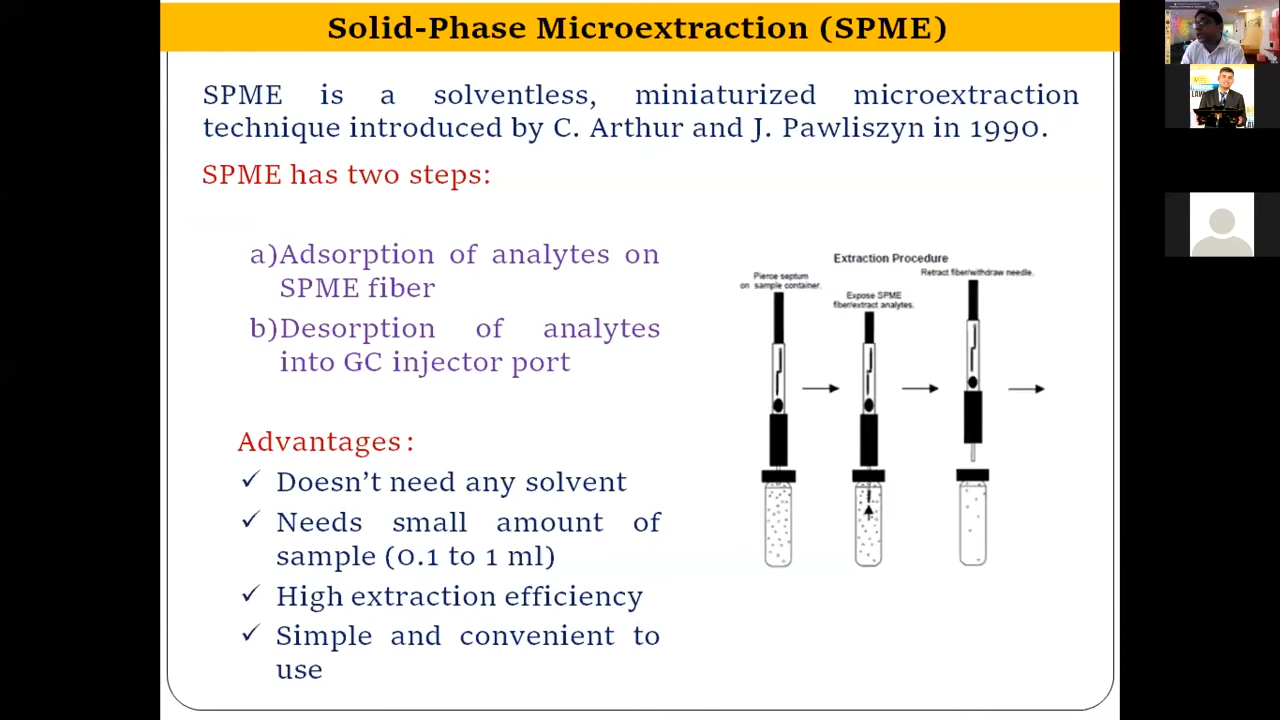 Solid-Phase Microextraction (SPME)
SPME is a solventless, miniaturized microextraction
technique introduced by C. Arthur and J. Pawliszyn in 1990.
SPME has two steps:
a)Adsorption of analytes on
SPME fiber
b)Desorption of analytes
into GC injector port
Advantages:
✓ Doesn't need any solvent
✓ Needs small amount of
sample (0.1 to 1 ml)
✓ High extraction efficiency
✓ Simple and convenient to
use
Extraction Procedure
Pierce septum
on sample container.
Expose SPME
fiber/extract analytes.
Retract fiber/withdraw needle.